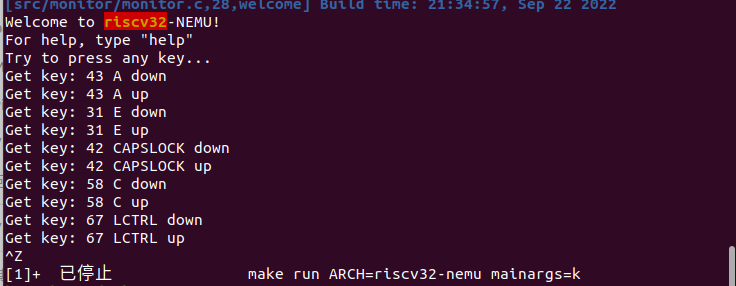 [src/monitor/monitor.c,28,welcome] Build time: 21:34:57, Sep 22 2022
Welcome to riscv32-NEMU!
For help, type "help"
Try to press any key...
Get key: 43 A down
Get key: 43 A up
Get key: 31 E down
Get key: 31 E up
Get key: 42 CAPSLOCK down
Get key: 42 CAPSLOCK up
Get key: 58 C down
Get key: 58 C up
Get key: 67 LCTRL down
Get key: 67 LCTRL up
^Z
[1]+  已停止               make run ARCH=riscv32-nemu mainargs=k